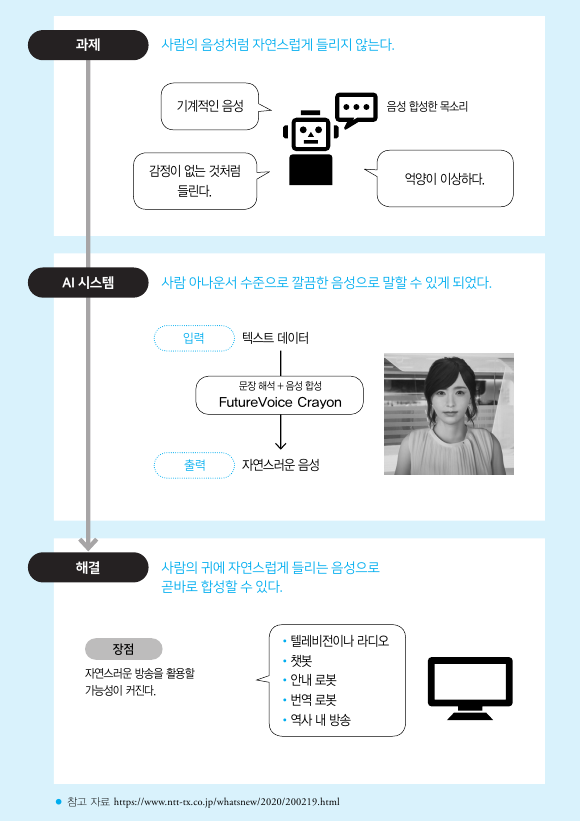 과제
사람의 음성처럼 자연스럽게 들리지 않는다.
기계적인 음성
음성 합성한 목소리
감정이 없는 것처럼
들린다.
억양이 이상하다.
AI 시스템
사람 아나운서 수준으로 깔끔한 음성으로 말할 수 있게 되었다.
입력
텍스트 데이터
문장 해석 + 음성 합성
FutureVoice Crayon
출력
자연스러운 음성
해결
사람의 귀에 자연스럽게 들리는 음성으로
곧바로 합성할 수 있다.
장점
자연스러운 방송을 활용할
가능성이 커진다.
• 텔레비전이나 라디오
• 챗봇
• 안내 로봇
• 번역 로봇
• 역사 내 방송
● 참고 자료 https://www.ntt-tx.co.jp/whatsnew/2020/200219.html